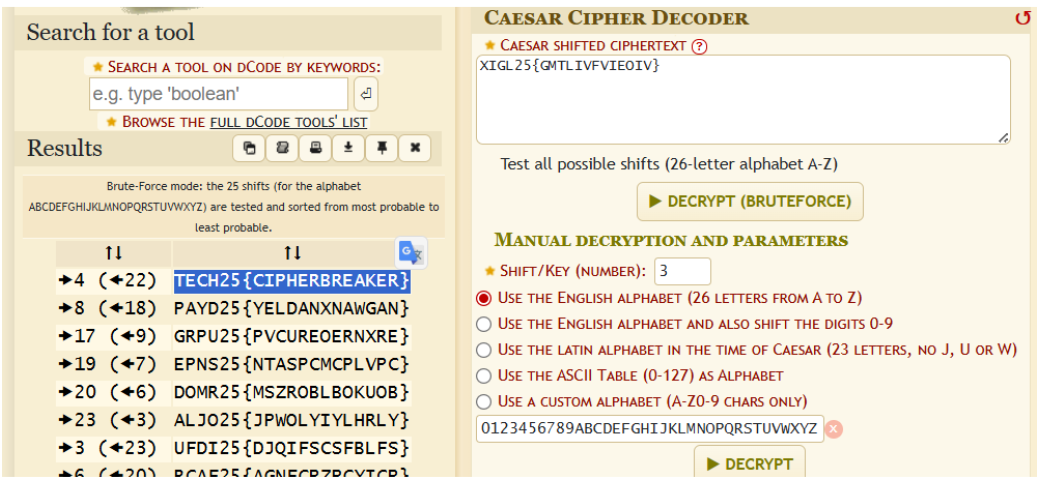 Search for a tool
★ SEARCH A TOOL ON DCODE BY KEYWORDS:
e.g. type 'boolean'
★ BROWSE THE FULL DCODE TOOLS' LIST
Results
Brute-Force mode: the 25 shifts (for the alphabet
ABCDEFGHIJKLMNOPQRSTUVWXYZ) are tested and sorted from most probable to
least probable.
↑↓ ↑↓
➔4 (←22) TECH25{CIPHERBREAKER}
➔8 (←18) PAYD25{YELDANXNAWGAN}
➔17 (←9) GRPU25{PVCUREOERNXRE}
➔19 (←7) EPNS25{NTASPCMCPLVPC}
➔20 (←6) DOMR25{MSZROBLBOKUOB}
➔23 (←3) ALJO25{JPWOLYIYLHRLY}
➔3 (←23) UFDI25{DJQIFSCSFBLFS}
➔6 (←20) RCAF25{AGNFCPZPCYICP}
CAESAR CIPHER DECODER
★ CAESAR SHIFTED CIPHERTEXT ?
XIGL25{GMTLIVFVIEOIV}
Test all possible shifts (26-letter alphabet A-Z)
▶ DECRYPT (BRUTEFORCE)
MANUAL DECRYPTION AND PARAMETERS
★ SHIFT/KEY (NUMBER): 3
USE THE ENGLISH ALPHABET (26 LETTERS FROM A TO Z)
USE THE ENGLISH ALPHABET AND ALSO SHIFT THE DIGITS 0-9
USE THE LATIN ALPHABET IN THE TIME OF CAESAR (23 LETTERS, NO J, U OR W)
USE THE ASCII TABLE (0-127) AS ALPHABET
USE A CUSTOM ALPHABET (A-Z0-9 CHARS ONLY)
0123456789ABCDEFGHIJKLMNOPQRSTUVWXYZ
▶ DECRYPT